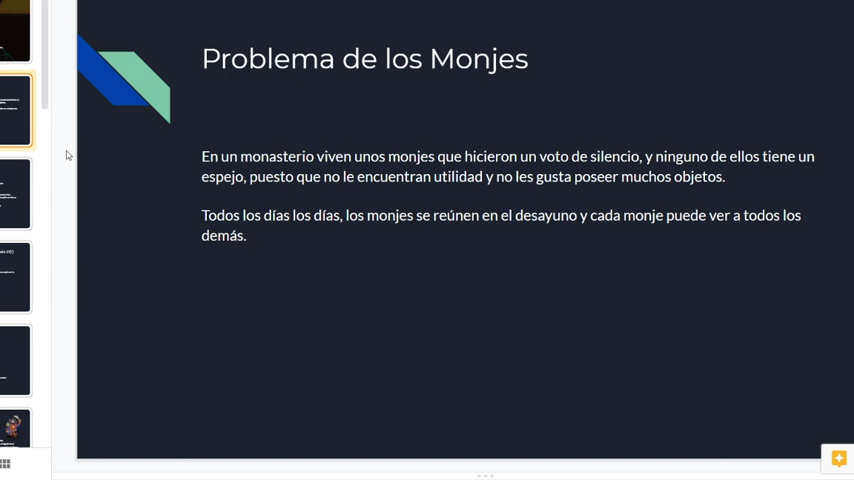 Problema de los Monjes
En un monasterio viven unos monjes que hicieron un voto de silencio, y ninguno de ellos tiene un
espejo, puesto que no le encuentran utilidad y no les gusta poseer muchos objetos.
Todos los días los días, los monjes se reúnen en el desayuno y cada monje puede ver a todos los
demás.